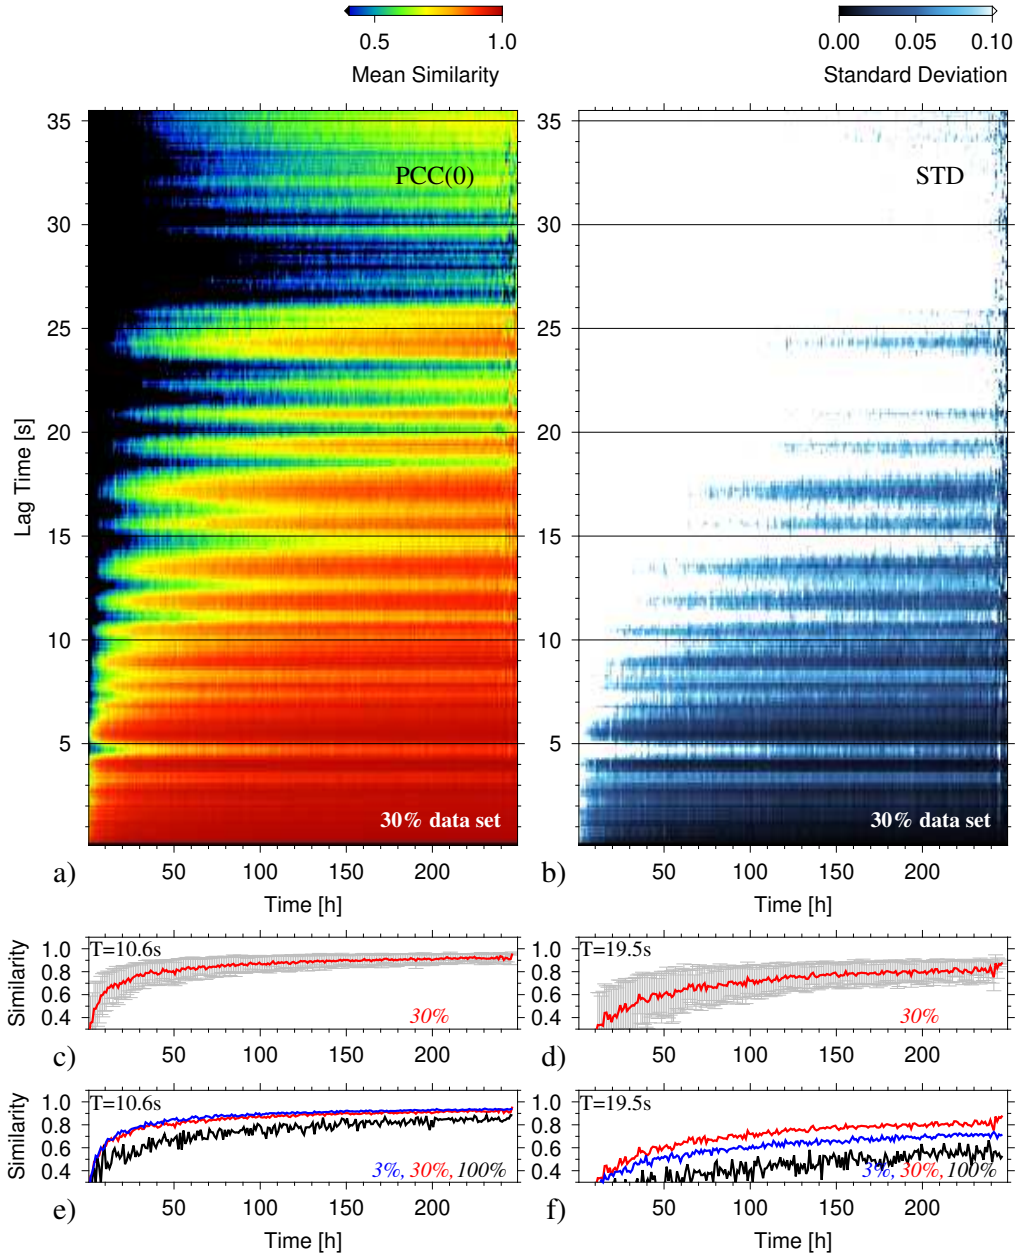 0.5 1.0
Mean Similarity
0.00 0.05 0.10
Standard Deviation
35
30
25
20
15
10
5
Lag Time [s]
PCC(0)
30% data set
50 100 150 200
a)
Time [h]
35
30
25
20
15
10
5
STD
30% data set
50 100 150 200
b)
Time [h]
Similarity
1.0
0.8
0.6
0.4
T=10.6s
30%
50 100 150 200
c)
1.0
0.8
0.6
0.4
T=19.5s
30%
50 100 150 200
d)
Similarity
1.0
0.8
0.6
0.4
T=10.6s
3%, 30%, 100%
50 100 150 200
e)
Time [h]
1.0
0.8
0.6
0.4
T=19.5s
3%, 30%, 100%
50 100 150 200
f)
Time [h]